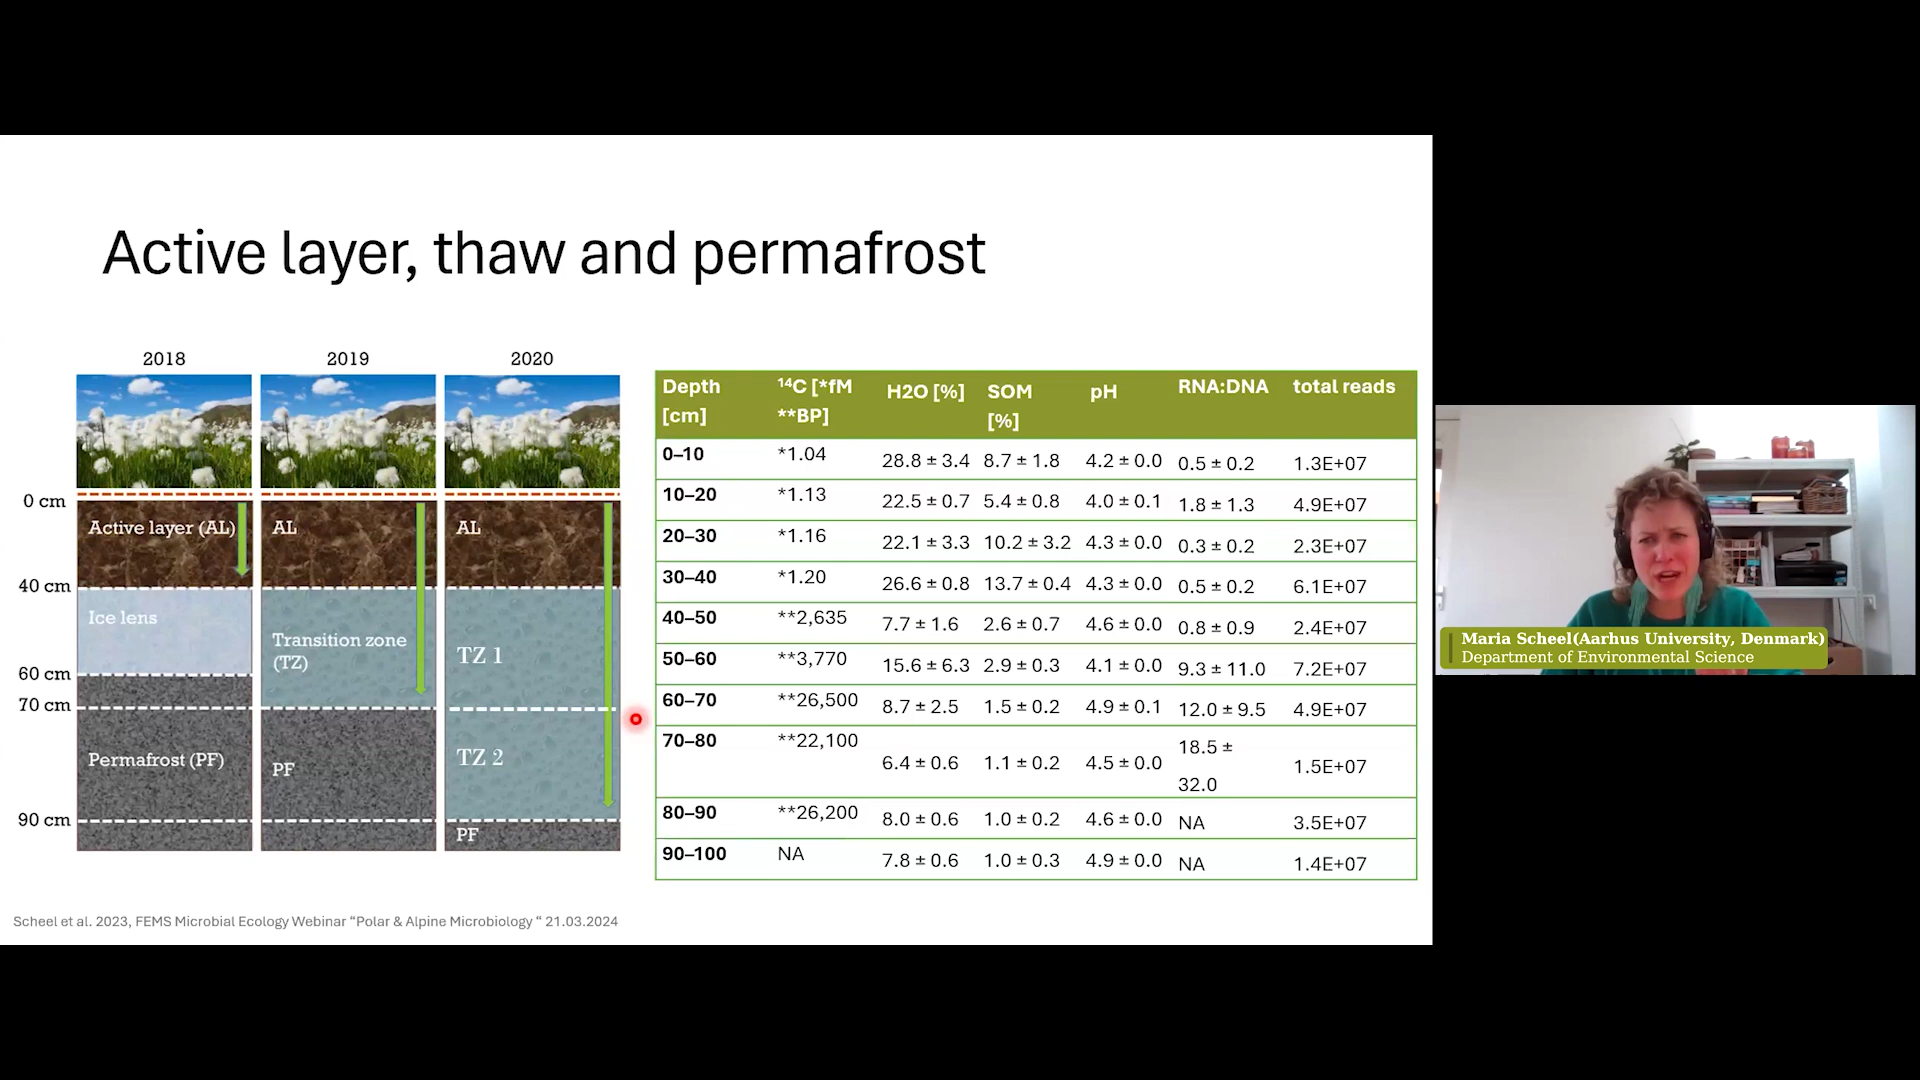 Active layer, thaw and permafrost
2018 2019 2020
0 cm
40 cm
60 cm
70 cm
90 cm
Active layer (AL)
Ice lens
Permafrost (PF)
AL
Transition zone
(TZ)
PF
AL
TZ 1
TZ 2
PF
Depth [cm] ¹⁴C [*fM **BP] H2O [%] SOM [%] pH RNA:DNA total reads
0–10 *1.04 28.8 ± 3.4 8.7 ± 1.8 4.2 ± 0.0 0.5 ± 0.2 1.3E+07
10–20 *1.13 22.5 ± 0.7 5.4 ± 0.8 4.0 ± 0.1 1.8 ± 1.3 4.9E+07
20–30 *1.16 22.1 ± 3.3 10.2 ± 3.2 4.3 ± 0.0 0.3 ± 0.2 2.3E+07
30–40 *1.20 26.6 ± 0.8 13.7 ± 0.4 4.3 ± 0.0 0.5 ± 0.2 6.1E+07
40–50 **2,635 7.7 ± 1.6 2.6 ± 0.7 4.6 ± 0.0 0.8 ± 0.9 2.4E+07
50–60 **3,770 15.6 ± 6.3 2.9 ± 0.3 4.1 ± 0.0 9.3 ± 11.0 7.2E+07
60–70 **26,500 8.7 ± 2.5 1.5 ± 0.2 4.9 ± 0.1 12.0 ± 9.5 4.9E+07
70–80 **22,100 6.4 ± 0.6 1.1 ± 0.2 4.5 ± 0.0 18.5 ± 32.0 1.5E+07
80–90 **26,200 8.0 ± 0.6 1.0 ± 0.2 4.6 ± 0.0 NA 3.5E+07
90–100 NA 7.8 ± 0.6 1.0 ± 0.3 4.9 ± 0.0 NA 1.4E+07
Scheel et al. 2023, FEMS Microbial Ecology Webinar “Polar & Alpine Microbiology “ 21.03.2024
Maria Scheel(Aarhus University, Denmark)
Department of Environmental Science